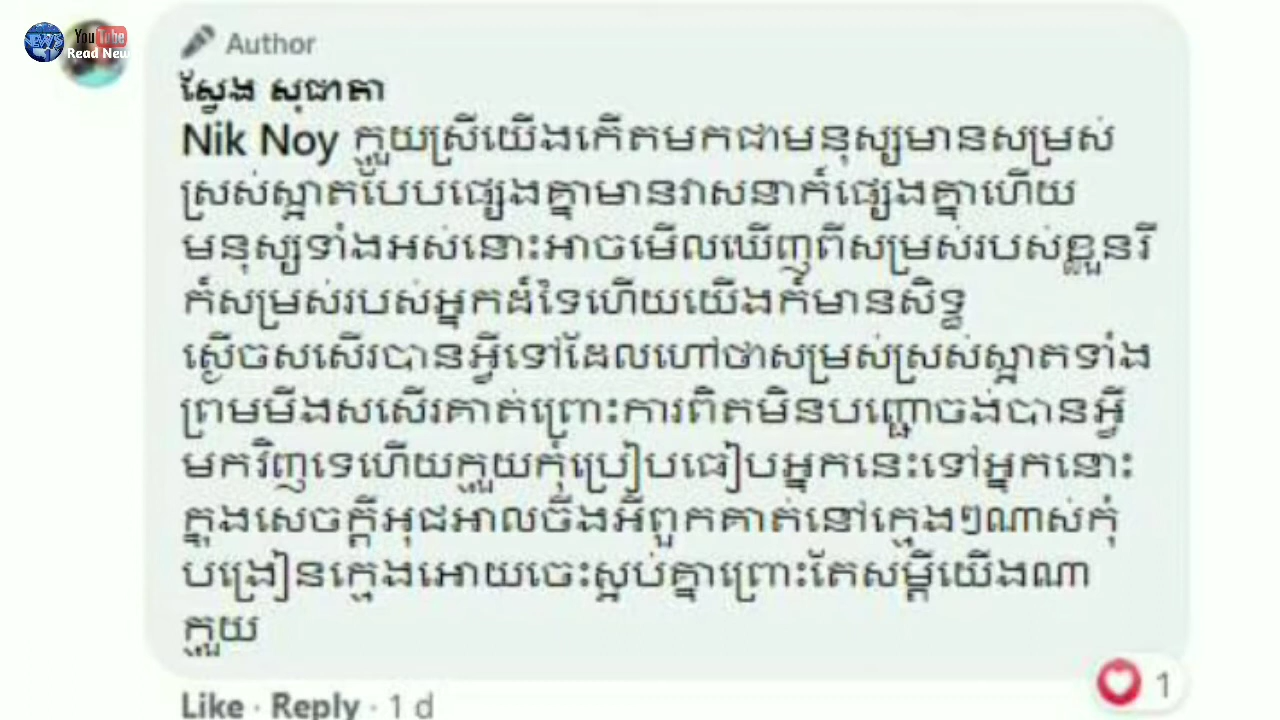 YouTube
Read New
Author
ស្វែង សុជាតា
Nik Noy ក្មួយស្រីយើងកើតមកជាមនុស្សមានសម្រស់
ស្រស់ស្អាតបែបផ្សេងគ្នាមានវាសនាក៍ផ្សេងគ្នាហើយ
មនុស្សទាំងអស់នោះអាចមើលឃើញពីសម្រស់របស់ខ្លួនរឺ
ក៍សម្រស់របស់អ្នកដ៍ទៃហើយយើងក៍មានសិទ្ធ
ស្ងើចសសើរបានអ្វីទៅដែលហៅថាសម្រស់ស្រស់ស្អាតទាំង
ព្រមមឺងសសើរគាត់ព្រោះការពិតមិនបញ្ជោចង់បានអ្វី
មកវិញទេហើយក្មួយកុំប្រៀបធៀបអ្នកនេះទៅអ្នកនោះ
ក្នុងសេចក្តីអុជអាលចឹងអីពួកគាត់នៅក្មេងៗណាស់កុំ
បង្រៀនក្មេងអោយចេះស្អប់គ្នាព្រោះតែសម្តីយើងណា
ក្មួយ
Like · Reply · 1 d
1